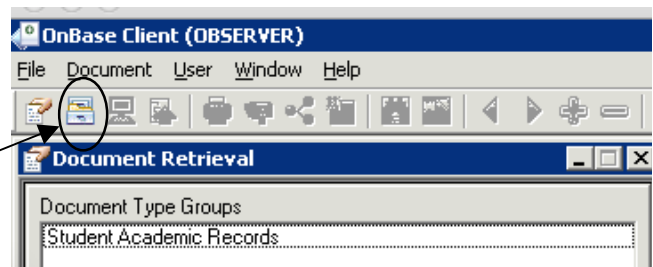 OnBase Client (OBSERVER)
File Document User Window Help
Document Retrieval
Document Type Groups
Student Academic Records